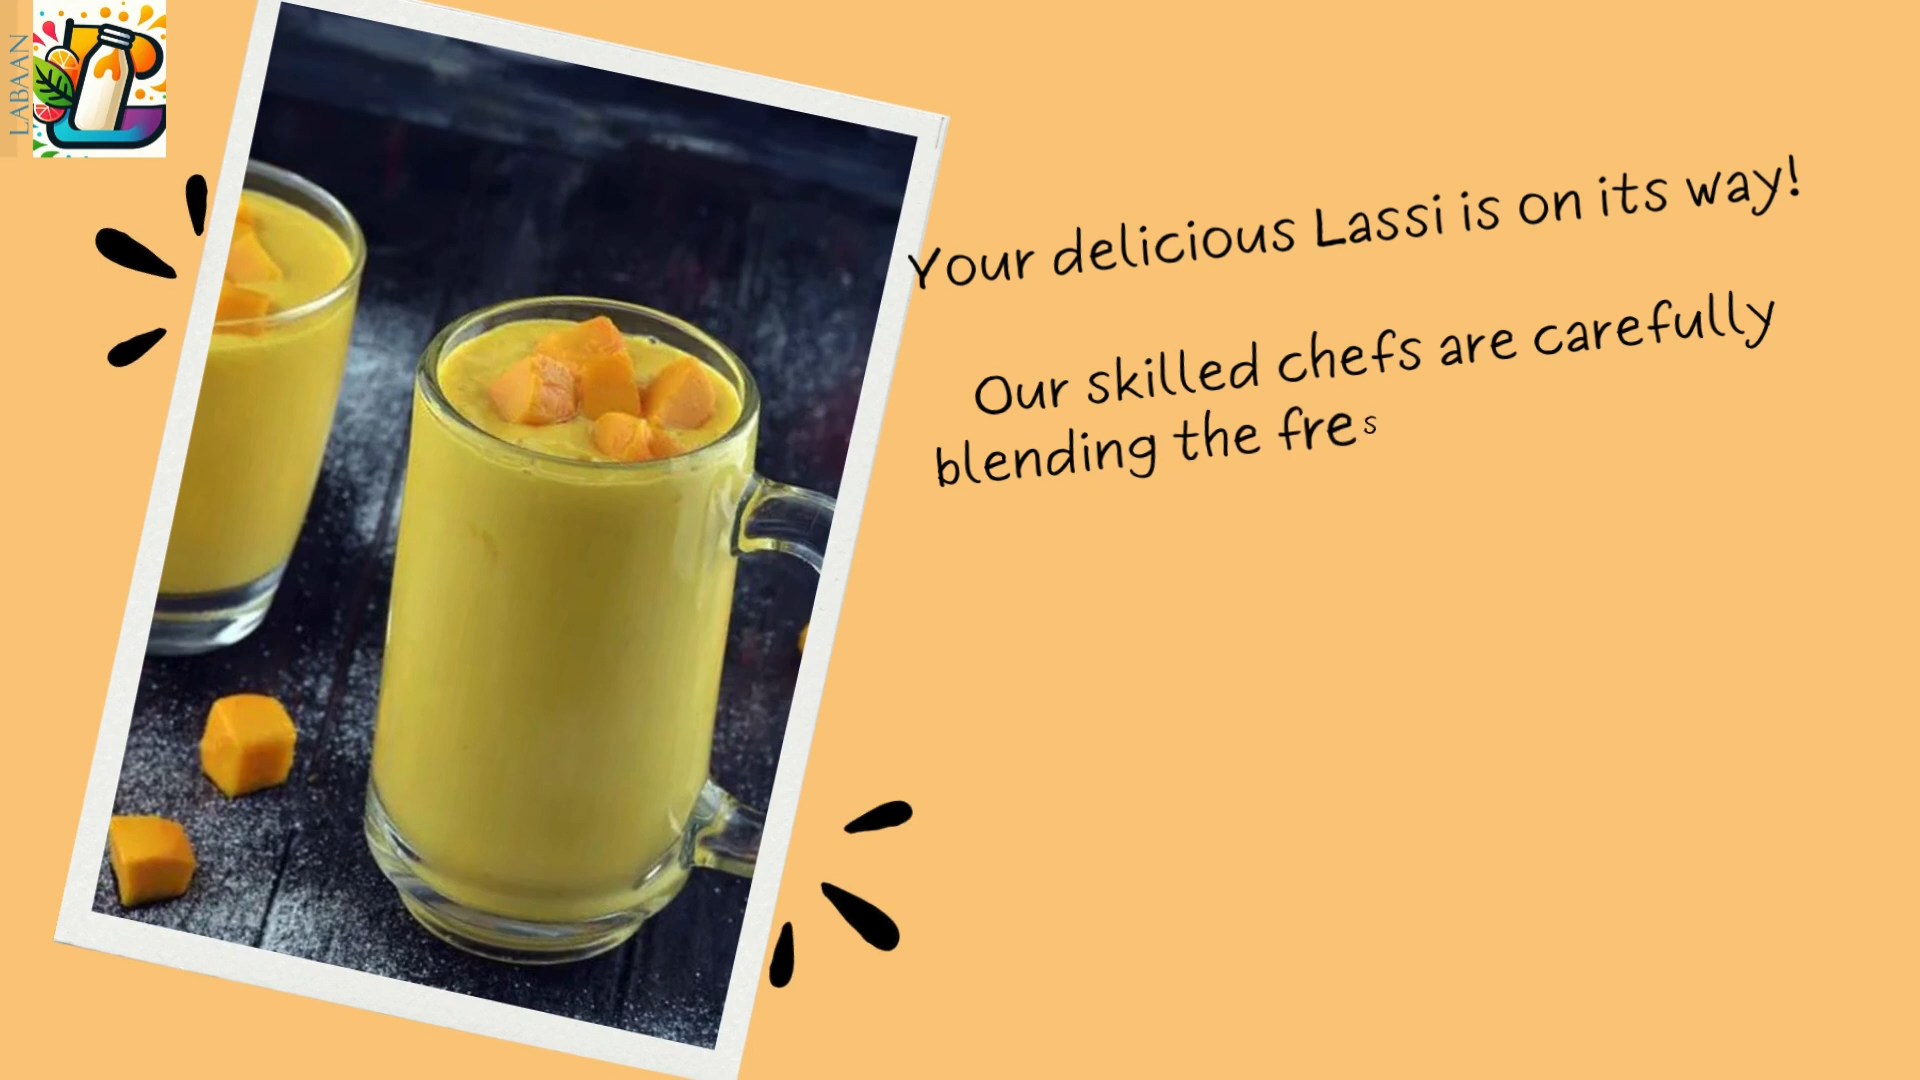 LABAAN
Your delicious Lassi is on its way!
Our skilled chefs are carefully
blending the fres